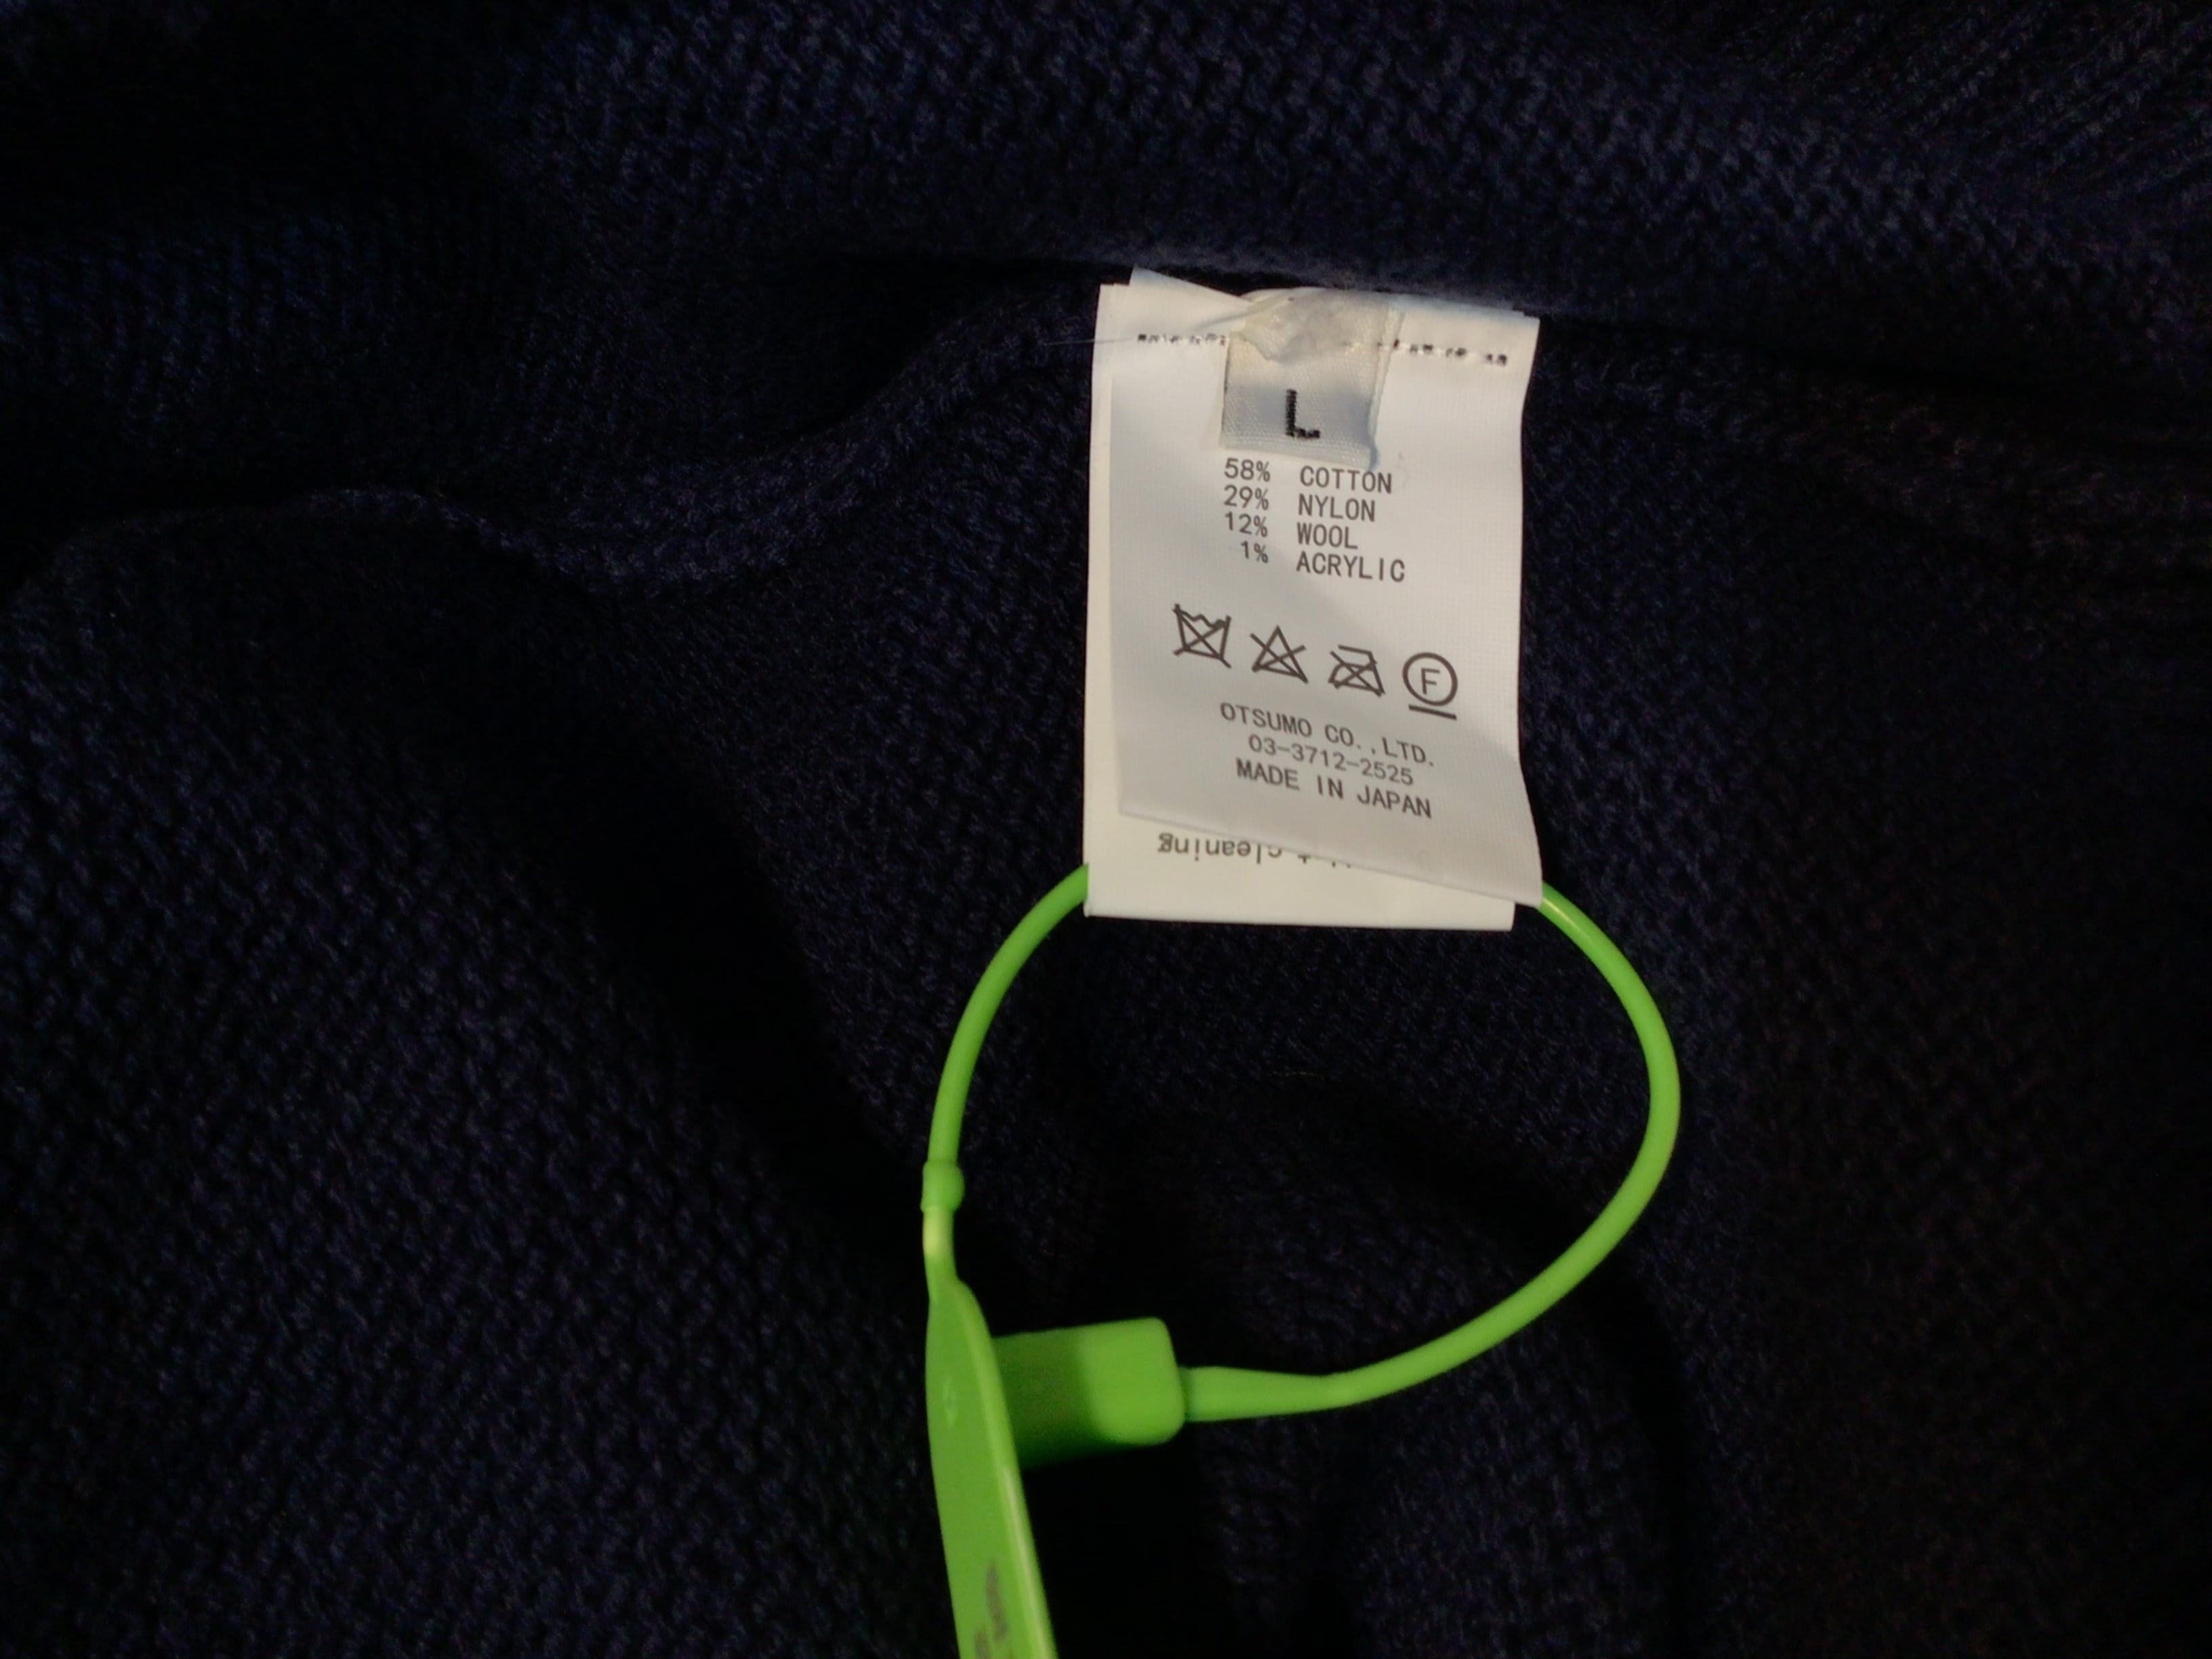 L
58% COTTON
29% NYLON
12% WOOL
1% ACRYLIC
F
OTSUMO CO.,LTD.
03-3712-2525
MADE IN JAPAN
cleaning